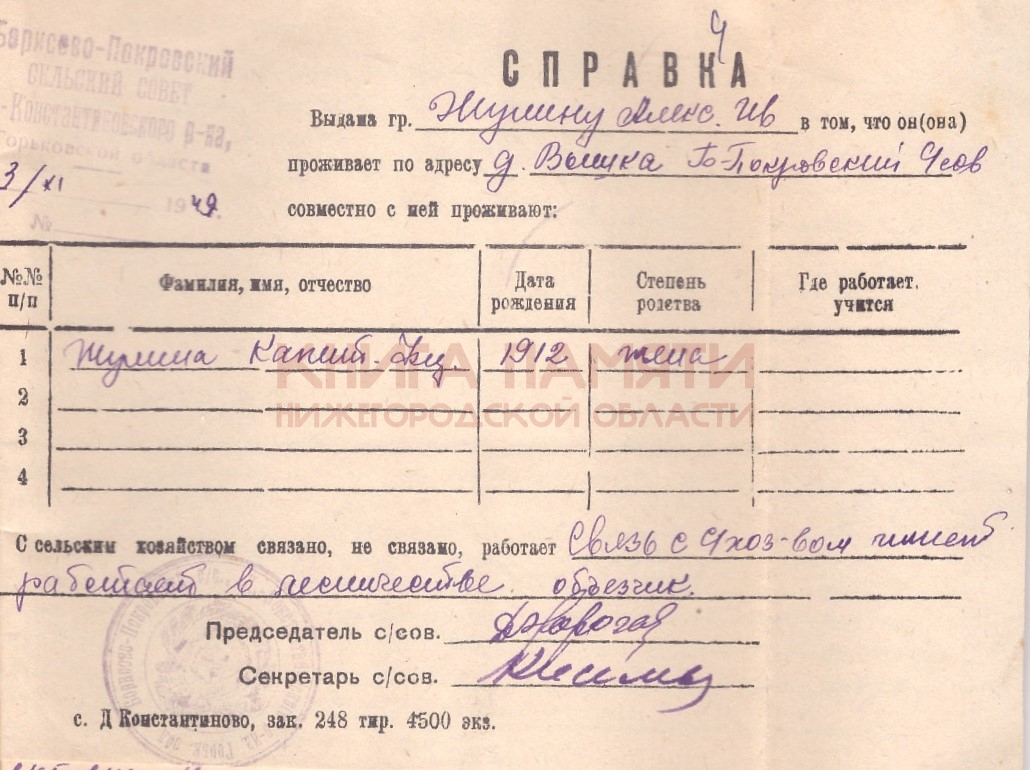 4
Борисово-Покровский
СЕЛЬСКИЙ СОВЕТ
-Константиновского р-на,
Горьковской области
3/XI 1949.
№
СПРАВКА
Выдана гр. Жулину Алекс. Ив в том, что он(она)
проживает по адресу д. Вышка Б-Покровский
совместно с ней проживают:
№№ п/п Фамилия, имя, отчество Дата рождения Степень родства Где работает. учится
1 Жулина Капит 1912 жена
2
3
4
КНИГА ПАМЯТИ
НИЖЕГОРОДСКОЙ ОБЛАСТИ
С сельским хозяйством связано, не связано, работает Связь с с/хоз-вом имеет
работает в лесничестве объезчик.
Председатель с/сов.
Секретарь с/сов.
с. Д Константиново, зак. 248 тир. 4500 экз.